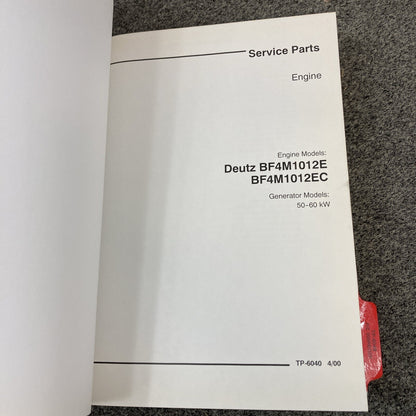 Service Parts
Engine
Engine Models:
Deutz BF4M1012E
BF4M1012EC
Generator Models:
50–60 kW
TP-6040 4/00